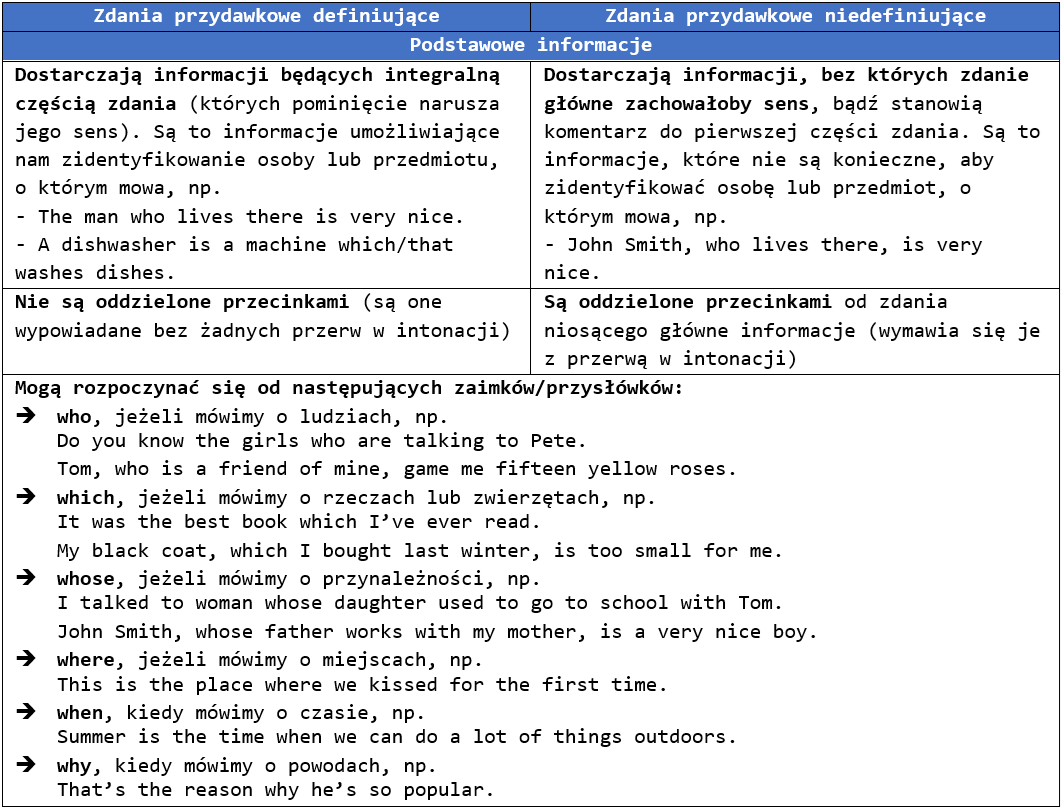 Zdania przydawkowe definiujące
Zdania przydawkowe niedefiniujące
Podstawowe informacje
Dostarczają informacji będących integralną
częścią zdania (których pominięcie narusza
jego sens). Są to informacje umożliwiające
nam zidentyfikowanie osoby lub przedmiotu,
o którym mowa, np.
- The man who lives there is very nice.
- A dishwasher is a machine which/that
washes dishes.
Dostarczają informacji, bez których zdanie
główne zachowałoby sens, bądź stanowią
komentarz do pierwszej części zdania. Są to
informacje, które nie są konieczne, aby
zidentyfikować osobę lub przedmiot, o
którym mowa, np.
- John Smith, who lives there, is very
nice.
Nie są oddzielone przecinkami (są one
wypowiadane bez żadnych przerw w intonacji)
Są oddzielone przecinkami od zdania
niosącego główne informacje (wymawia się je
z przerwą w intonacji)
Mogą rozpoczynać się od następujących zaimków/przysłówków:
➔ who, jeżeli mówimy o ludziach, np.
Do you know the girls who are talking to Pete.
Tom, who is a friend of mine, game me fifteen yellow roses.
➔ which, jeżeli mówimy o rzeczach lub zwierzętach, np.
It was the best book which I’ve ever read.
My black coat, which I bought last winter, is too small for me.
➔ whose, jeżeli mówimy o przynależności, np.
I talked to woman whose daughter used to go to school with Tom.
John Smith, whose father works with my mother, is a very nice boy.
➔ where, jeżeli mówimy o miejscach, np.
This is the place where we kissed for the first time.
➔ when, kiedy mówimy o czasie, np.
Summer is the time when we can do a lot of things outdoors.
➔ why, kiedy mówimy o powodach, np.
That’s the reason why he’s so popular.